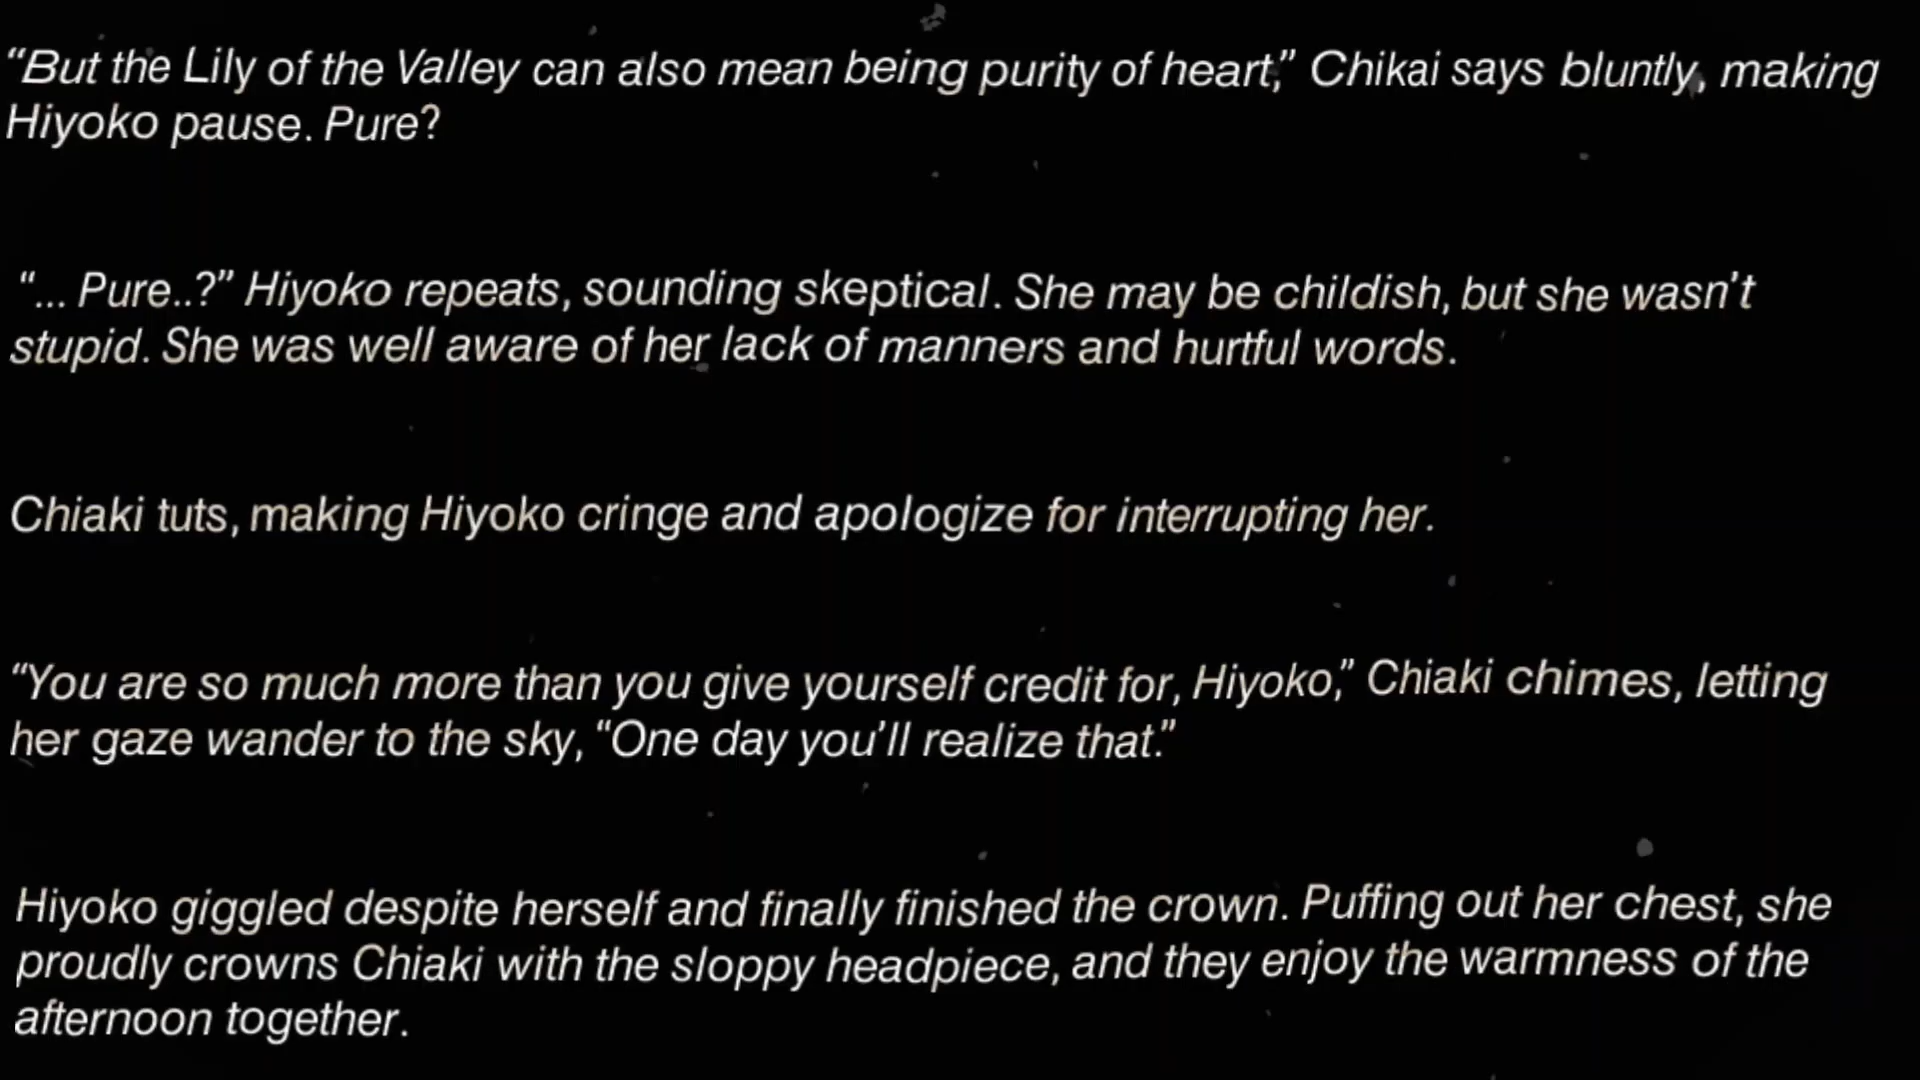 “But the Lily of the Valley can also mean being purity of heart,” Chikai says bluntly, making
Hiyoko pause. Pure?
“... Pure..?” Hiyoko repeats, sounding skeptical. She may be childish, but she wasn’t
stupid. She was well aware of her lack of manners and hurtful words.
Chiaki tuts, making Hiyoko cringe and apologize for interrupting her.
“You are so much more than you give yourself credit for, Hiyoko,” Chiaki chimes, letting
her gaze wander to the sky, “One day you’ll realize that.”
Hiyoko giggled despite herself and finally finished the crown. Puffing out her chest, she
proudly crowns Chiaki with the sloppy headpiece, and they enjoy the warmness of the
afternoon together.